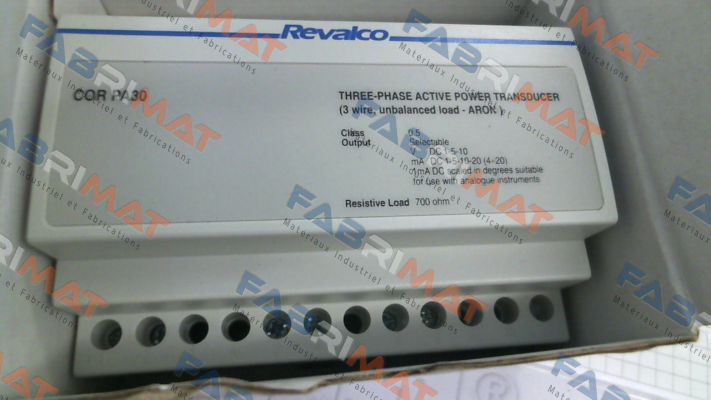 Revalco
CQR PA30
THREE-PHASE ACTIVE POWER TRANSDUCER
(3 wire, unbalanced load - ARON )
Class 0.5
Output Selectable
V DC 1-5-10
mA DC 1-5-10-20 (4-20)
1mA DC scaled in degrees suitable
for use with analogue instruments
Resistive Load 700 ohm
FABRIMAT
Materiaux Industriel et Fabrications